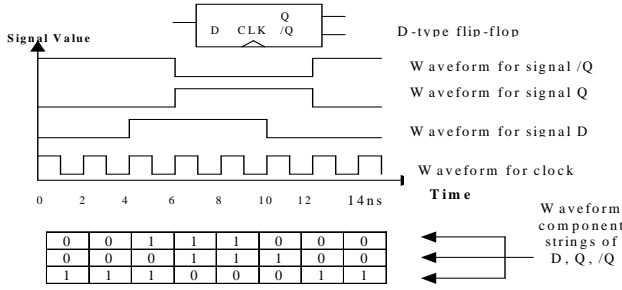 Q
D CLK /Q
D-type flip-flop
Signal Value
Waveform for signal /Q
Waveform for signal Q
Waveform for signal D
Waveform for clock
0 2 4 6 8 10 12 14ns
Time
Waveform
component
strings of
D, Q, /Q
0 0 1 1 1 0 0 0
0 0 0 1 1 1 0 0
1 1 1 0 0 0 1 1